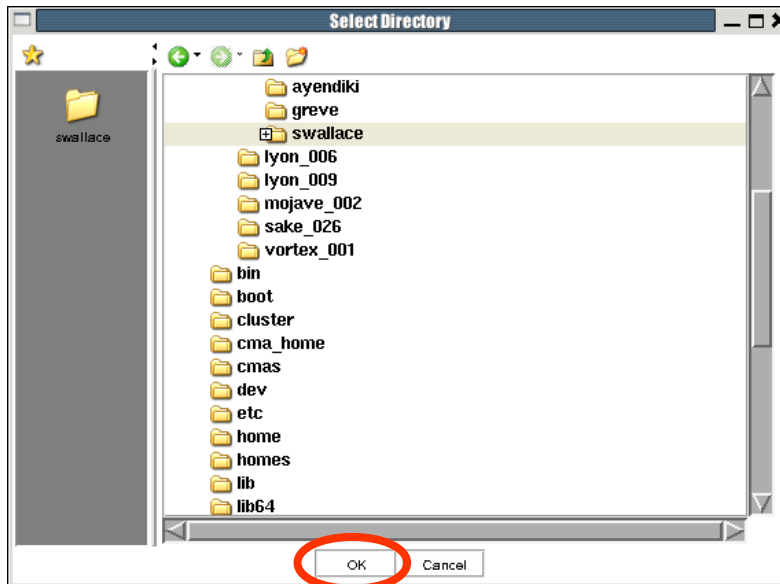 Select Directory
swallace
ayendiki
greve
swallace
lyon_006
lyon_009
mojave_002
sake_026
vortex_001
bin
boot
cluster
cma_home
cmas
dev
etc
home
homes
lib
lib64
OK Cancel